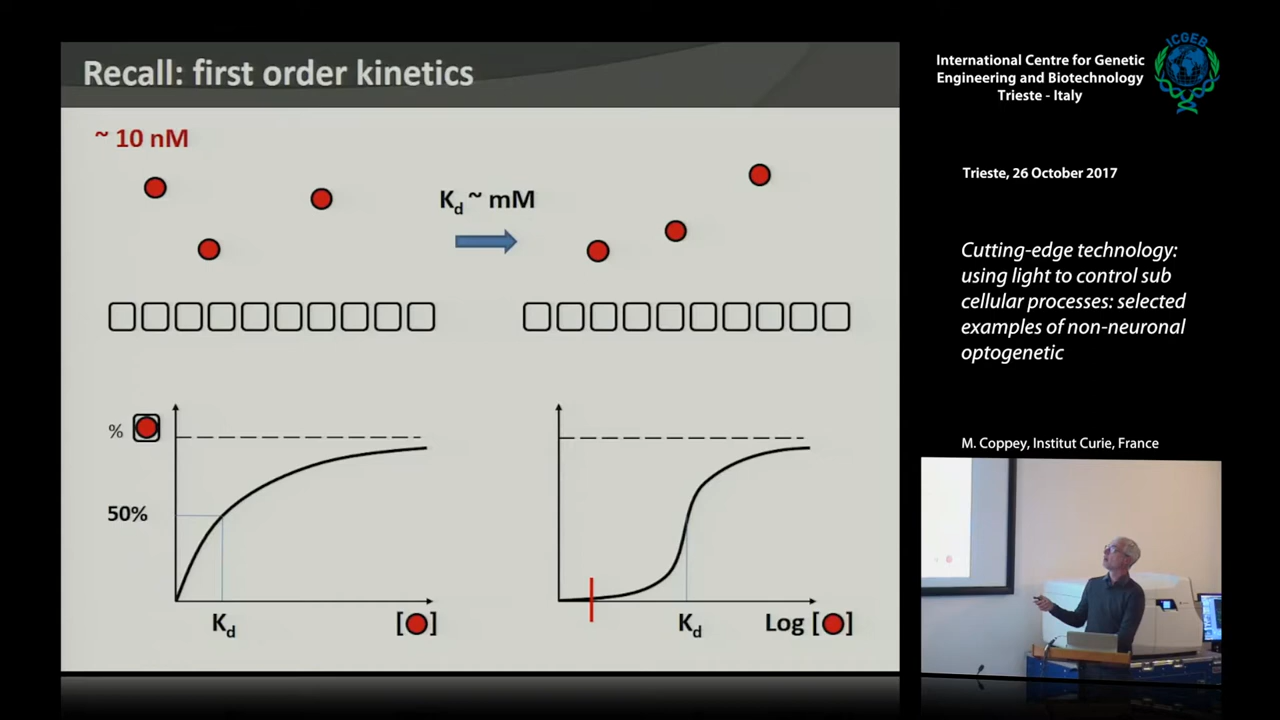 Recall: first order kinetics
~ 10 nM
Kd ~ mM
%
50%
Kd
[ ]
Kd
Log [ ]
ICGEB
International Centre for Genetic
Engineering and Biotechnology
Trieste - Italy
Trieste, 26 October 2017
Cutting-edge technology:
using light to control sub
cellular processes: selected
examples of non-neuronal
optogenetic
M. Coppey, Institut Curie, France